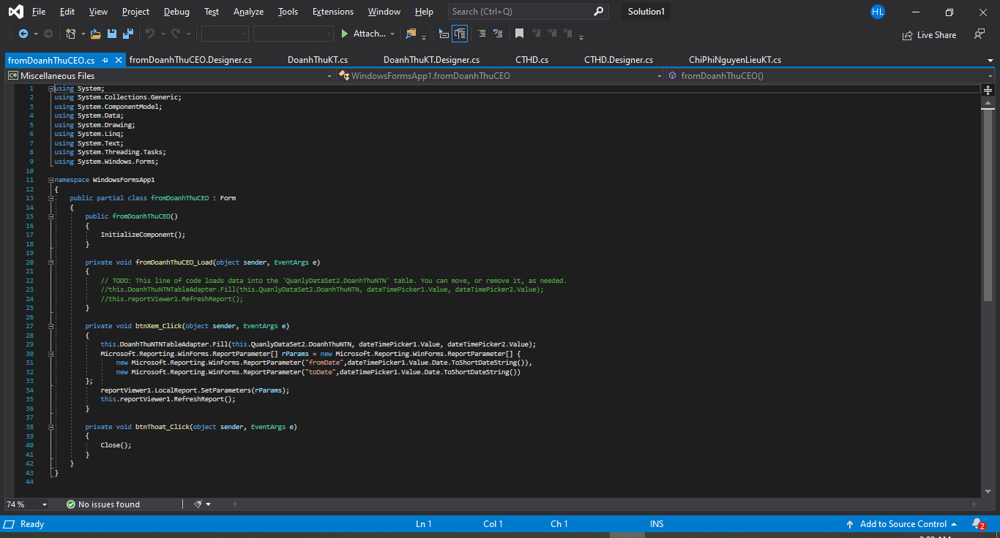 File Edit View Project Debug Test Analyze Tools Extensions Window Help Search (Ctrl+Q) Solution1 HL
Attach... Live Share
fromDoanhThuCEO.cs fromDoanhThuCEO.Designer.cs DoanhThuKT.cs DoanhThuKT.Designer.cs CTHD.cs CTHD.Designer.cs ChiPhiNguyenLieuKT.cs
C# Miscellaneous Files WindowsFormsApp1.fromDoanhThuCEO fromDoanhThuCEO()
1 using System;
2 using System.Collections.Generic;
3 using System.ComponentModel;
4 using System.Data;
5 using System.Drawing;
6 using System.Linq;
7 using System.Text;
8 using System.Threading.Tasks;
9 using System.Windows.Forms;
10
11 namespace WindowsFormsApp1
12 {
13 public partial class fromDoanhThuCEO : Form
14 {
15 public fromDoanhThuCEO()
16 {
17 InitializeComponent();
18 }
19
20 private void fromDoanhThuCEO_Load(object sender, EventArgs e)
21 {
22 // TODO: This line of code loads data into the 'QuanlyDataSet2.DoanhThuNTN' table. You can move, or remove it, as needed.
23 //this.DoanhThuNTNTableAdapter.Fill(this.QuanlyDataSet2.DoanhThuNTN, dateTimePicker1.Value, dateTimePicker2.Value);
24 //this.reportViewer1.RefreshReport();
25 }
26
27 private void btnXem_Click(object sender, EventArgs e)
28 {
29 this.DoanhThuNTNTableAdapter.Fill(this.QuanlyDataSet2.DoanhThuNTN, dateTimePicker1.Value, dateTimePicker2.Value);
30 Microsoft.Reporting.WinForms.ReportParameter[] rParams = new Microsoft.Reporting.WinForms.ReportParameter[] {
31 new Microsoft.Reporting.WinForms.ReportParameter("fromDate",dateTimePicker1.Value.Date.ToShortDateString()),
32 new Microsoft.Reporting.WinForms.ReportParameter("toDate",dateTimePicker1.Value.Date.ToShortDateString())
33 };
34 reportViewer1.LocalReport.SetParameters(rParams);
35 this.reportViewer1.RefreshReport();
36 }
37
38 private void btnThoat_Click(object sender, EventArgs e)
39 {
40 Close();
41 }
42 }
43 }
44
74 % No issues found
Ready Ln 1 Col 1 Ch 1 INS Add to Source Control 2